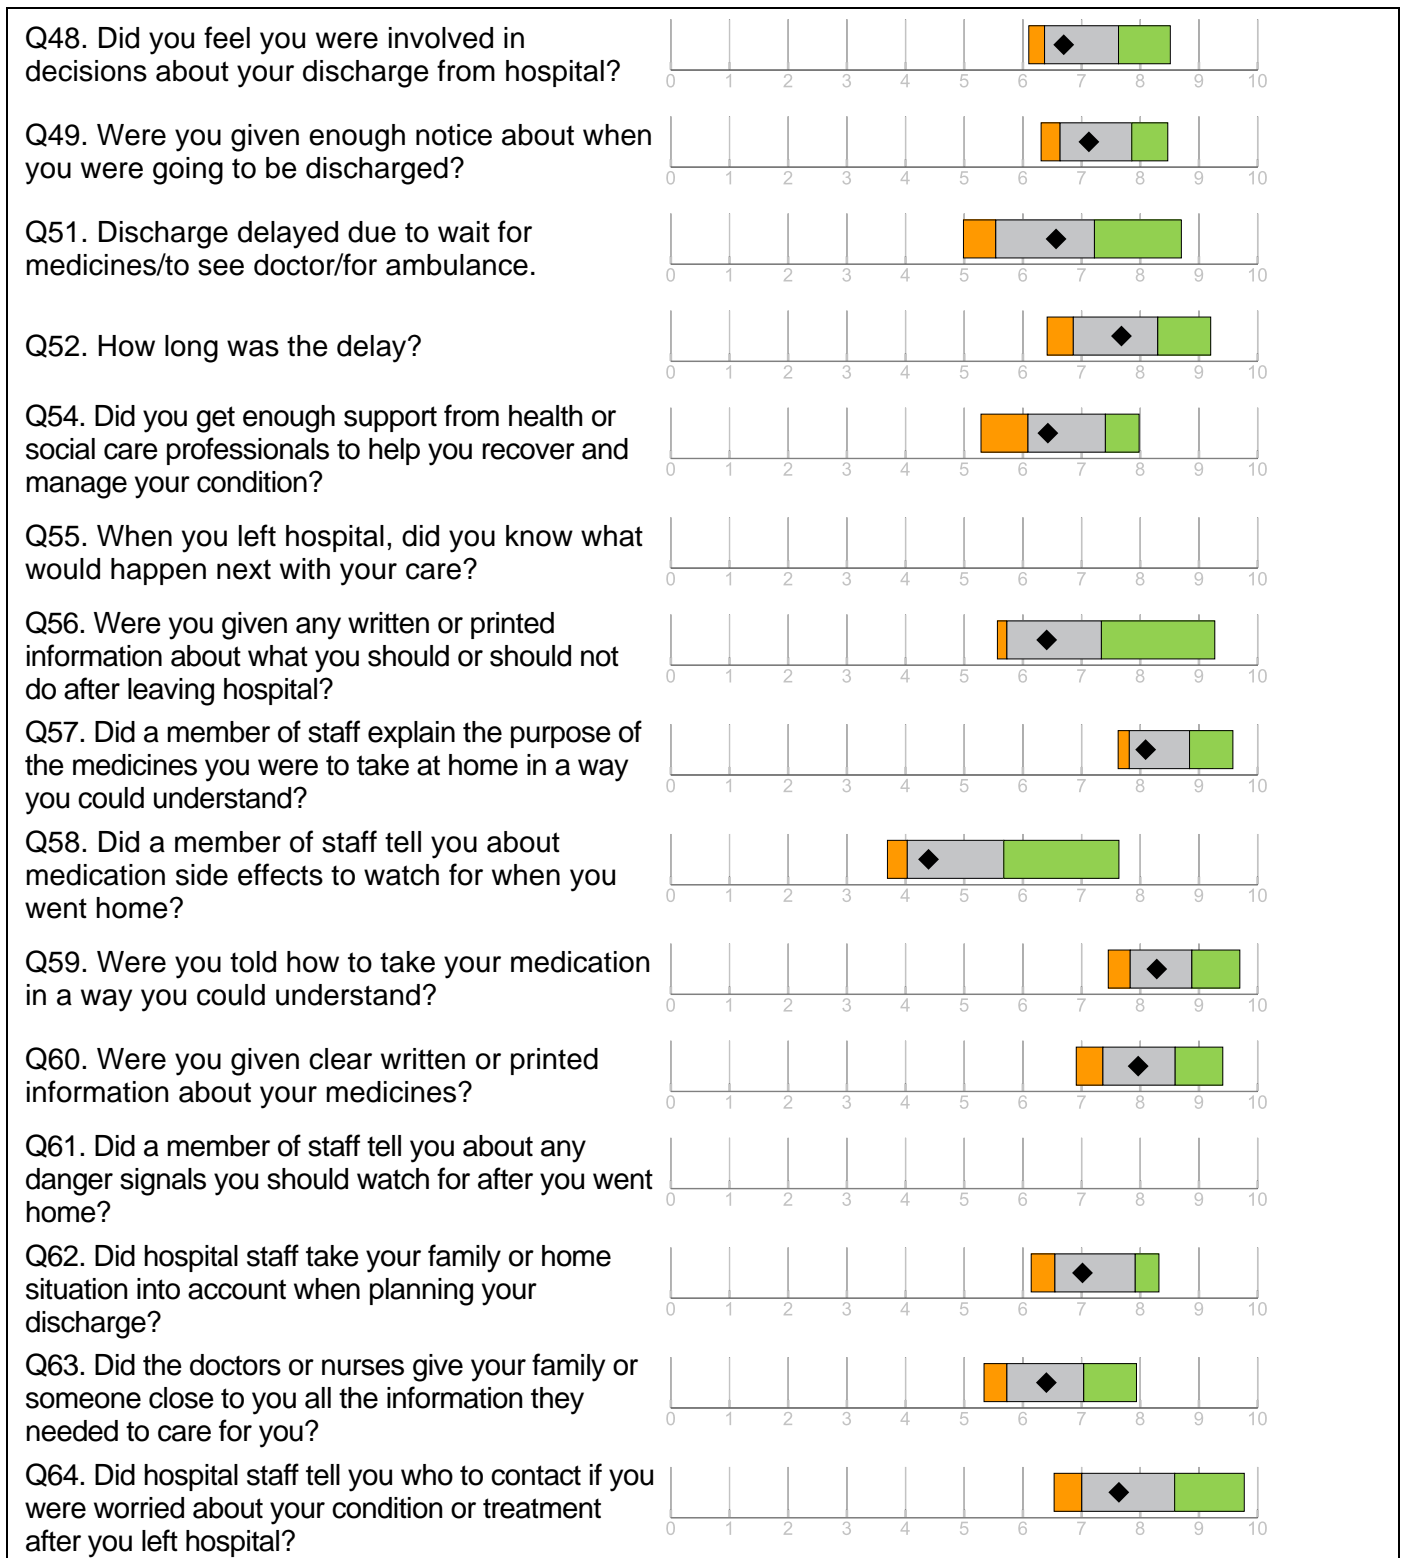 Q48. Did you feel you were involved in
decisions about your discharge from hospital?
0 1 2 3 4 5 6 7 8 9 10
Q49. Were you given enough notice about when
you were going to be discharged?
0 1 2 3 4 5 6 7 8 9 10
Q51. Discharge delayed due to wait for
medicines/to see doctor/for ambulance.
0 1 2 3 4 5 6 7 8 9 10
Q52. How long was the delay?
0 1 2 3 4 5 6 7 8 9 10
Q54. Did you get enough support from health or
social care professionals to help you recover and
manage your condition?
0 1 2 3 4 5 6 7 8 9 10
Q55. When you left hospital, did you know what
would happen next with your care?
0 1 2 3 4 5 6 7 8 9 10
Q56. Were you given any written or printed
information about what you should or should not
do after leaving hospital?
0 1 2 3 4 5 6 7 8 9 10
Q57. Did a member of staff explain the purpose of
the medicines you were to take at home in a way
you could understand?
0 1 2 3 4 5 6 7 8 9 10
Q58. Did a member of staff tell you about
medication side effects to watch for when you
went home?
0 1 2 3 4 5 6 7 8 9 10
Q59. Were you told how to take your medication
in a way you could understand?
0 1 2 3 4 5 6 7 8 9 10
Q60. Were you given clear written or printed
information about your medicines?
0 1 2 3 4 5 6 7 8 9 10
Q61. Did a member of staff tell you about any
danger signals you should watch for after you went
home?
0 1 2 3 4 5 6 7 8 9 10
Q62. Did hospital staff take your family or home
situation into account when planning your
discharge?
0 1 2 3 4 5 6 7 8 9 10
Q63. Did the doctors or nurses give your family or
someone close to you all the information they
needed to care for you?
0 1 2 3 4 5 6 7 8 9 10
Q64. Did hospital staff tell you who to contact if you
were worried about your condition or treatment
after you left hospital?
0 1 2 3 4 5 6 7 8 9 10